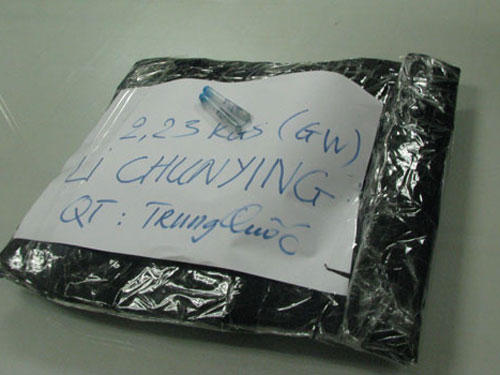 2,23 kgs (GW)
LI CHUNYING
QT : Trung Quốc